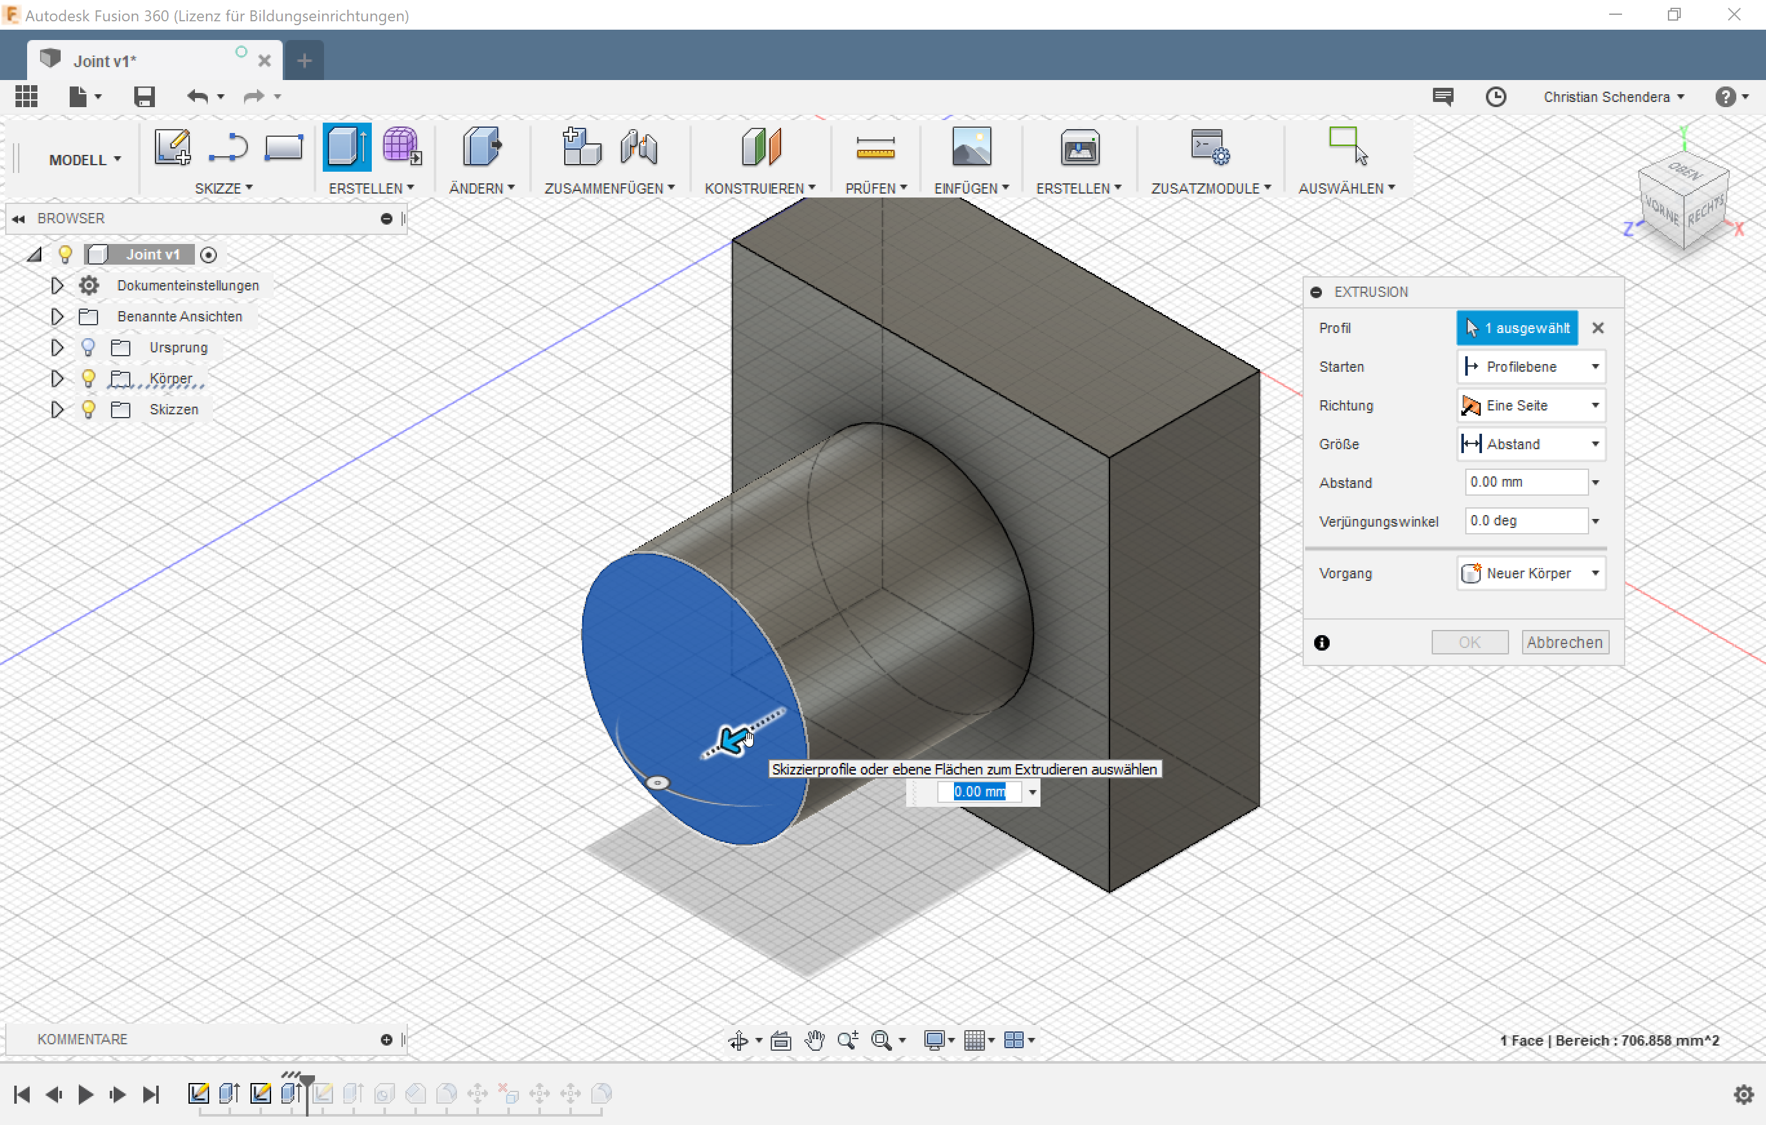 Autodesk Fusion 360 (Lizenz für Bildungseinrichtungen)
Joint v1*
Christian Schendera
MODELL
SKIZZE
ERSTELLEN
ÄNDERN
ZUSAMMENFÜGEN
KONSTRUIEREN
PRÜFEN
EINFÜGEN
ERSTELLEN
ZUSATZMODULE
AUSWÄHLEN
Y
OBEN
VORNE
RECHTS
Z
X
BROWSER
Joint v1
Dokumenteinstellungen
Benannte Ansichten
Ursprung
Körper
Skizzen
EXTRUSION
Profil
1 ausgewählt
Starten
Profilebene
Richtung
Eine Seite
Größe
Abstand
Abstand
0.00 mm
Verjüngungswinkel
0.0 deg
Vorgang
Neuer Körper
OK
Abbrechen
Skizzierprofile oder ebene Flächen zum Extrudieren auswählen
0.00 mm
KOMMENTARE
1 Face | Bereich : 706.858 mm^2